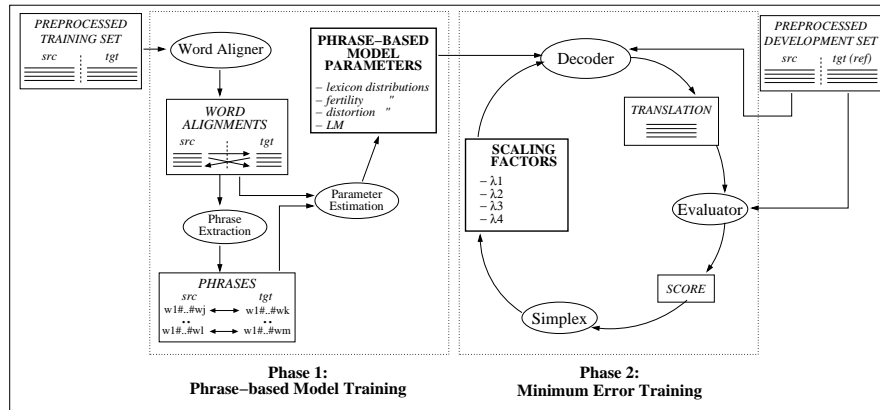 PREPROCESSED
TRAINING SET
src tgt
Word Aligner
WORD
ALIGNMENTS
src tgt
Phrase
Extraction
PHRASES
src tgt
w1#..#wj w1#..#wk
.. ..
w1#..#wl w1#..#wm
PHRASE−BASED
MODEL
PARAMETERS
− lexicon distributions
− fertility "
− distortion "
− LM
Parameter
Estimation
Phase 1:
Phrase−based Model Training
Decoder
TRANSLATION
Evaluator
SCORE
Simplex
SCALING
FACTORS
− λ1
− λ2
− λ3
− λ4
Phase 2:
Minimum Error Training
PREPROCESSED
DEVELOPMENT SET
src tgt (ref)